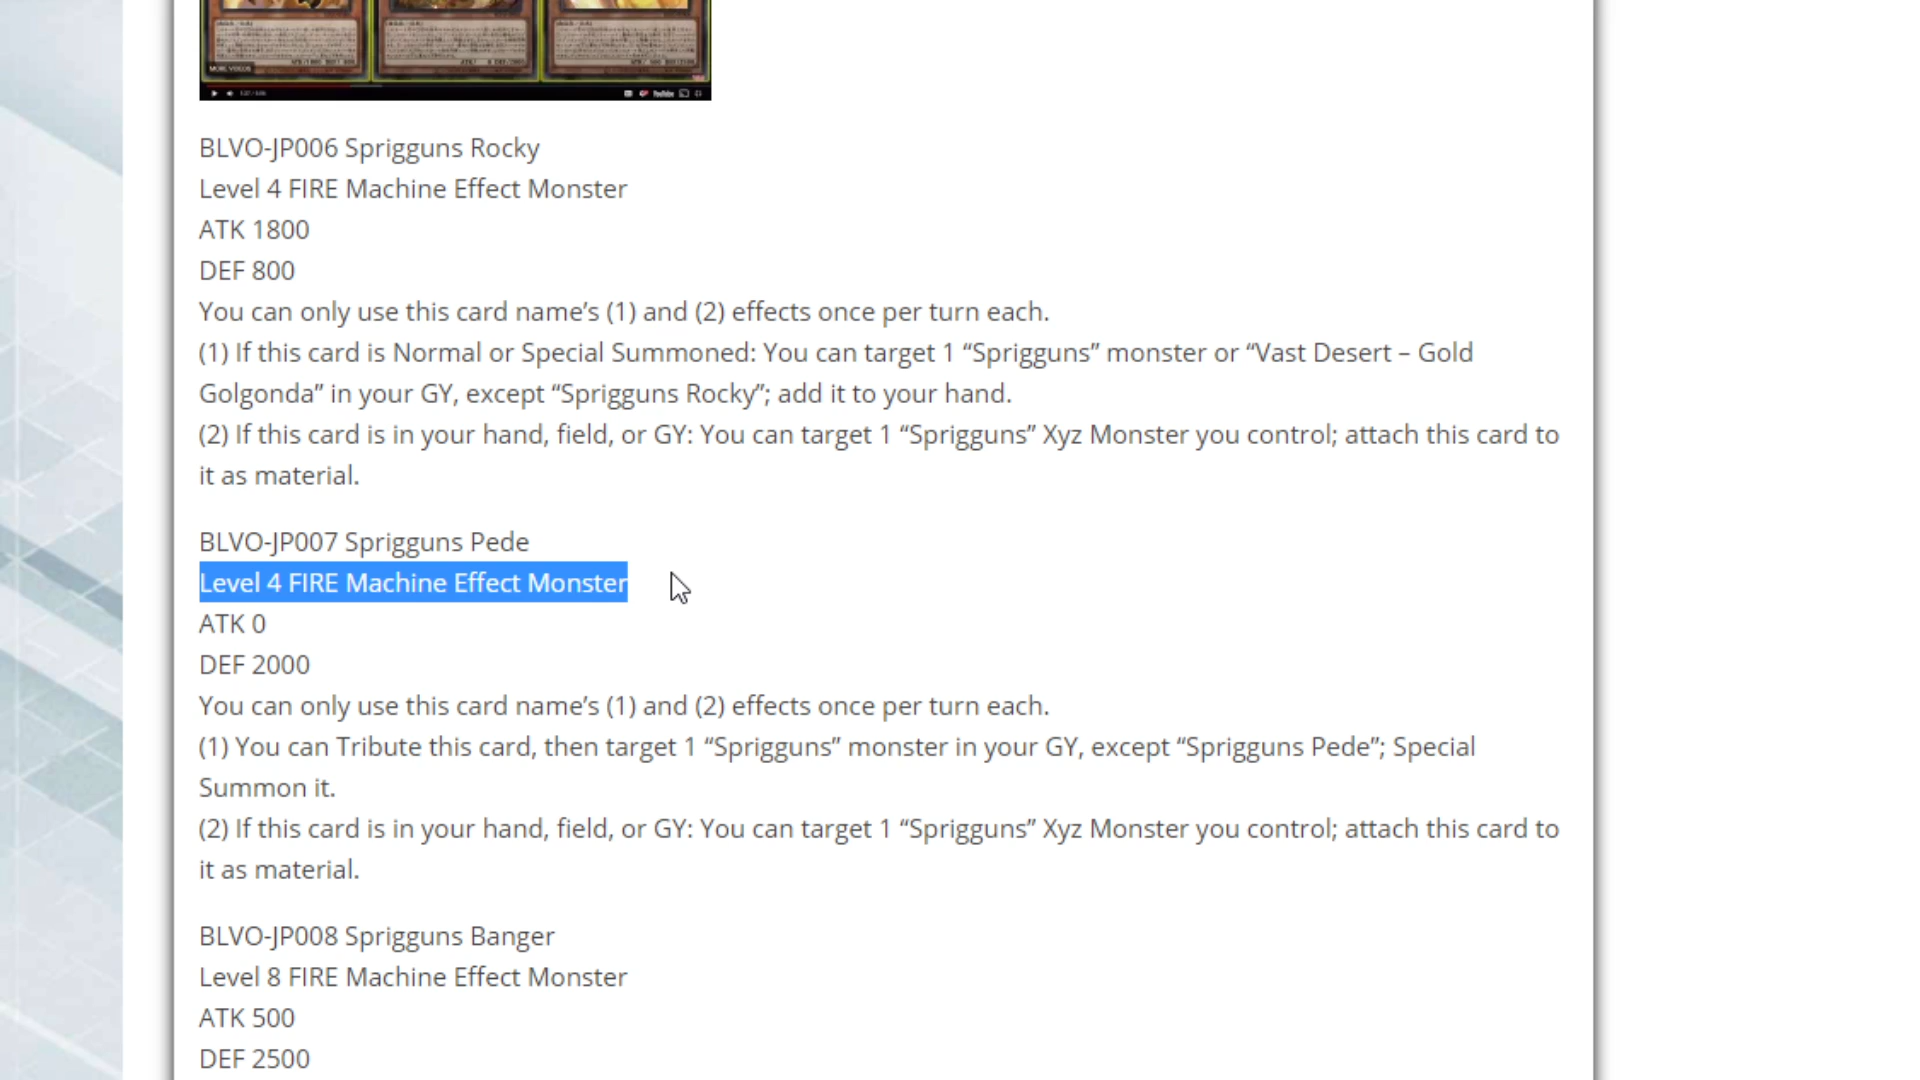 MORE VIDEOS
YouTube
BLVO-JP006 Sprigguns Rocky
Level 4 FIRE Machine Effect Monster
ATK 1800
DEF 800
You can only use this card name’s (1) and (2) effects once per turn each.
(1) If this card is Normal or Special Summoned: You can target 1 “Sprigguns” monster or “Vast Desert – Gold
Golgonda” in your GY, except “Sprigguns Rocky”; add it to your hand.
(2) If this card is in your hand, field, or GY: You can target 1 “Sprigguns” Xyz Monster you control; attach this card to
it as material.
BLVO-JP007 Sprigguns Pede
Level 4 FIRE Machine Effect Monster
ATK 0
DEF 2000
You can only use this card name’s (1) and (2) effects once per turn each.
(1) You can Tribute this card, then target 1 “Sprigguns” monster in your GY, except “Sprigguns Pede”; Special
Summon it.
(2) If this card is in your hand, field, or GY: You can target 1 “Sprigguns” Xyz Monster you control; attach this card to
it as material.
BLVO-JP008 Sprigguns Banger
Level 8 FIRE Machine Effect Monster
ATK 500
DEF 2500